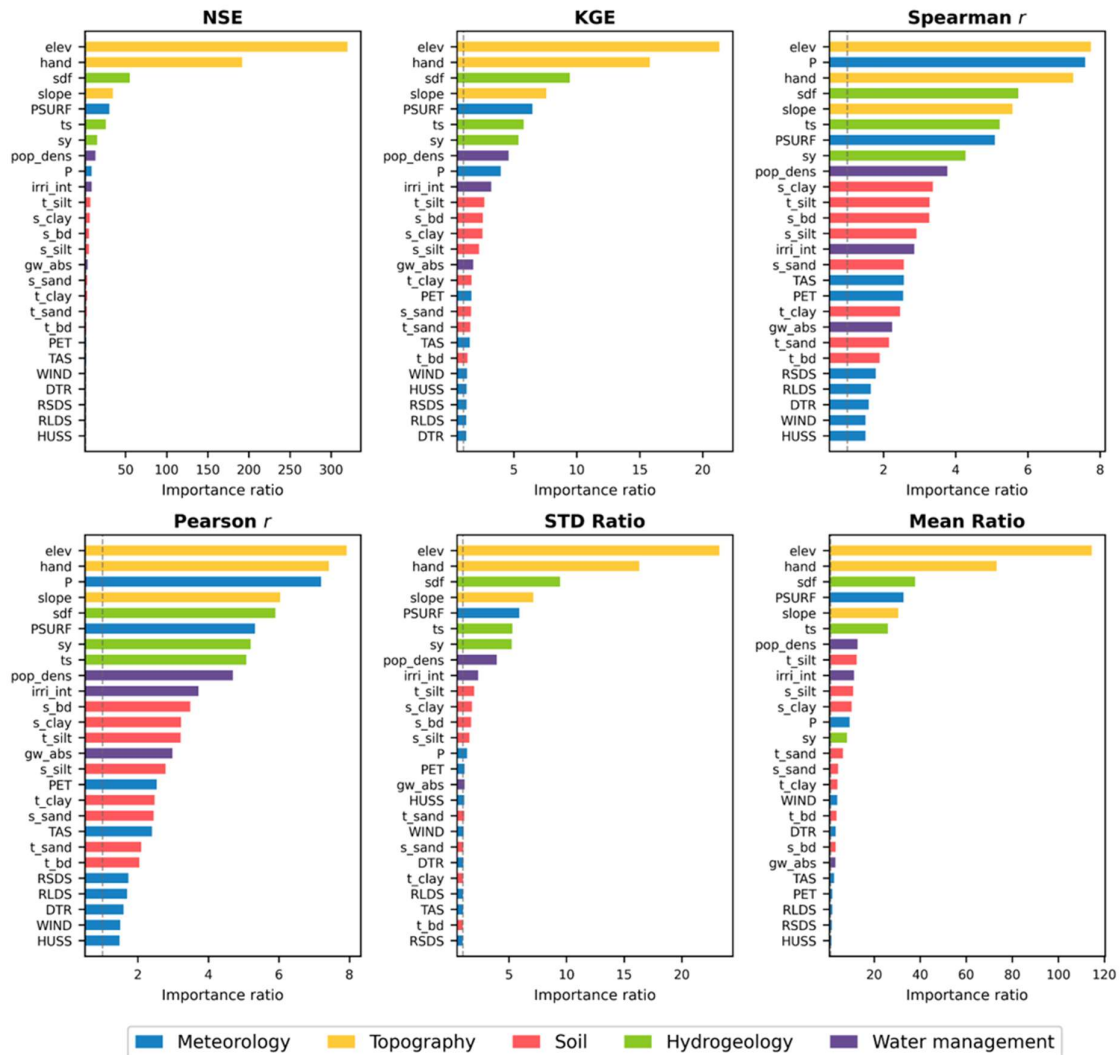 NSE
elev
hand
sdf
slope
PSURF
ts
sy
pop_dens
P
irri_int
t_silt
s_clay
s_bd
s_silt
gw_abs
s_sand
t_clay
t_sand
t_bd
PET
TAS
WIND
DTR
RSDS
RLDS
HUSS
50 100 150 200 250 300
Importance ratio
KGE
elev
hand
sdf
slope
PSURF
ts
sy
pop_dens
P
irri_int
t_silt
s_bd
s_clay
s_silt
gw_abs
t_clay
PET
s_sand
t_sand
TAS
t_bd
WIND
HUSS
RSDS
RLDS
DTR
5 10 15 20
Importance ratio
Spearman r
elev
P
hand
sdf
slope
ts
PSURF
sy
pop_dens
s_clay
t_silt
s_bd
s_silt
irri_int
s_sand
TAS
PET
t_clay
gw_abs
t_sand
t_bd
RSDS
RLDS
DTR
WIND
HUSS
2 4 6 8
Importance ratio
Pearson r
elev
hand
P
slope
sdf
PSURF
sy
ts
pop_dens
irri_int
s_bd
s_clay
t_silt
gw_abs
s_silt
PET
t_clay
s_sand
TAS
t_sand
t_bd
RSDS
RLDS
DTR
WIND
HUSS
2 4 6 8
Importance ratio
STD Ratio
elev
hand
sdf
slope
PSURF
ts
sy
pop_dens
irri_int
t_silt
s_clay
s_bd
s_silt
P
PET
gw_abs
HUSS
t_sand
WIND
s_sand
DTR
t_clay
RLDS
TAS
t_bd
RSDS
5 10 15 20
Importance ratio
Mean Ratio
elev
hand
sdf
PSURF
slope
ts
pop_dens
t_silt
irri_int
s_silt
s_clay
P
sy
t_sand
s_sand
t_clay
WIND
t_bd
DTR
s_bd
gw_abs
TAS
PET
RLDS
RSDS
HUSS
20 40 60 80 100 120
Importance ratio
Meteorology Topography Soil Hydrogeology Water management